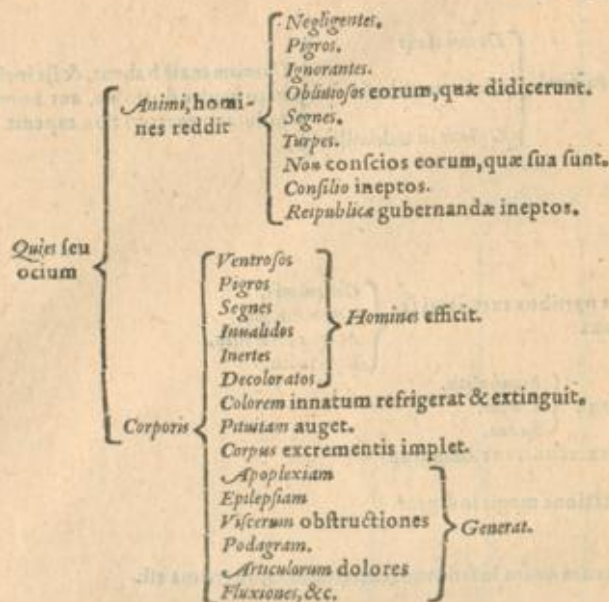 Negligentes.
Pigros.
Ignorantes.
Obliuiosos eorum, quæ didicerunt.
Animi, homi-
nes reddit
Segnes.
Turpes.
Non conſcios eorum, quæ ſua ſunt.
Conſilio ineptos.
Reipublicæ gubernandæ ineptos.
Quies ſeu
ocium
Ventroſos
Pigros
Segnes
Inualidos
Inertes
Decoloratos
Homines efficit.
Corporis
Colorem innatum refrigerat & extinguit.
Pituitam auget.
Corpus excrementis implet.
Apoplexiam
Epilepſiam
Viſcerum obſtructiones
Podagram.
Articulorum dolores
Fluxiones, &c.
Generat.